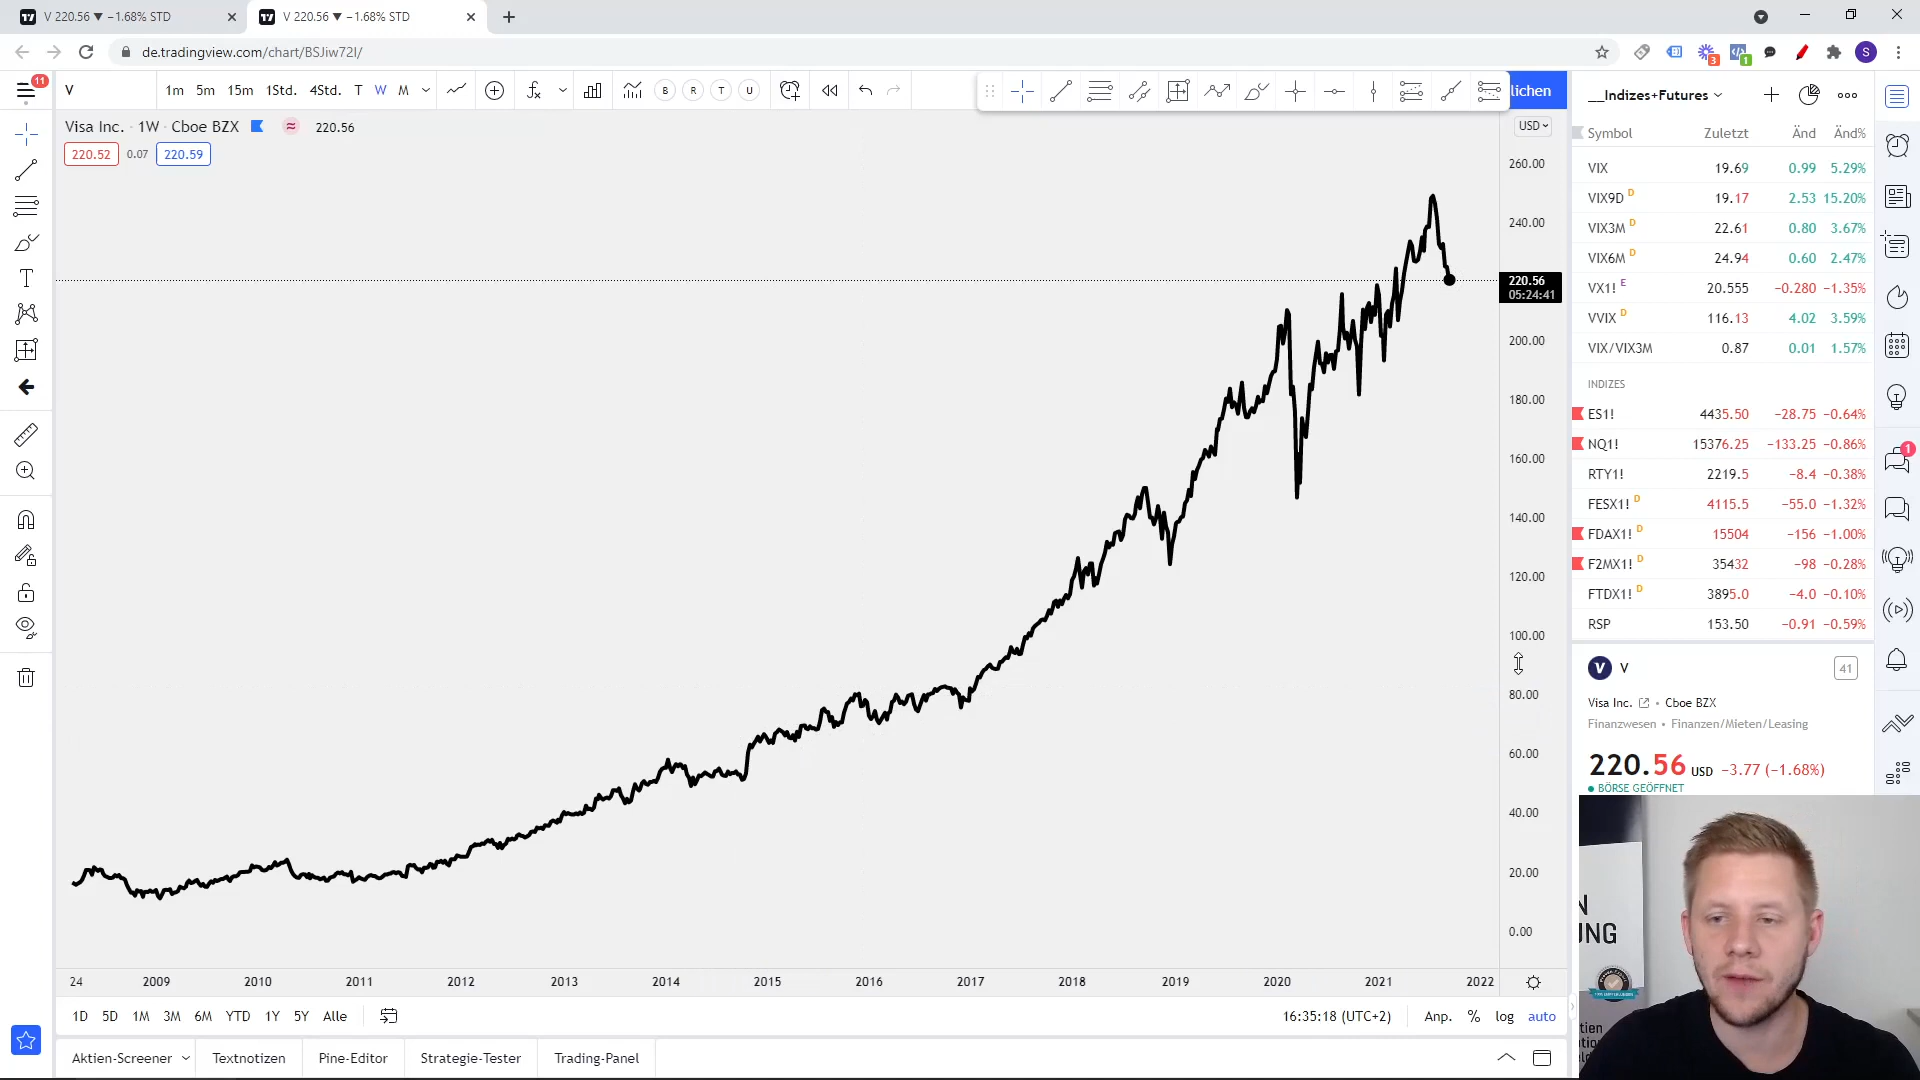 V 220.56 ▼ −1.68% STD
V 220.56 ▼ −1.68% STD
de.tradingview.com/chart/BSJiw72I/
3
1
S
11
V
1m 5m 15m 1Std. 4Std. T W M
B R T U
lichen
Visa Inc. · 1W · Cboe BZX 220.56
220.52 0.07 220.59
USD
260.00
240.00
220.56
05:24:41
200.00
180.00
160.00
140.00
120.00
100.00
80.00
60.00
40.00
20.00
0.00
24 2009 2010 2011 2012 2013 2014 2015 2016 2017 2018 2019 2020 2021 2022
1D 5D 1M 3M 6M YTD 1Y 5Y Alle
16:35:18 (UTC+2) Anp. % log auto
Aktien-Screener Textnotizen Pine-Editor Strategie-Tester Trading-Panel
__Indizes+Futures
Symbol Zuletzt Änd Änd%
VIX 19.69 0.99 5.29%
VIX9D D 19.17 2.53 15.20%
VIX3M D 22.61 0.80 3.67%
VIX6M D 24.94 0.60 2.47%
VX1! E 20.555 −0.280 −1.35%
VVIX D 116.13 4.02 3.59%
VIX/VIX3M 0.87 0.01 1.57%
INDIZES
ES1! 4435.50 −28.75 −0.64%
NQ1! 15376.25 −133.25 −0.86%
RTY1! 2219.5 −8.4 −0.38%
FESX1! D 4115.5 −55.0 −1.32%
FDAX1! D 15504 −156 −1.00%
F2MX1! D 35432 −98 −0.28%
FTDX1! D 3895.0 −4.0 −0.10%
RSP 153.50 −0.91 −0.59%
V V 41
Visa Inc. • Cboe BZX
Finanzwesen • Finanzen/Mieten/Leasing
220.56 USD −3.77 (−1.68%)
BÖRSE GEÖFFNET
1
N
UNG